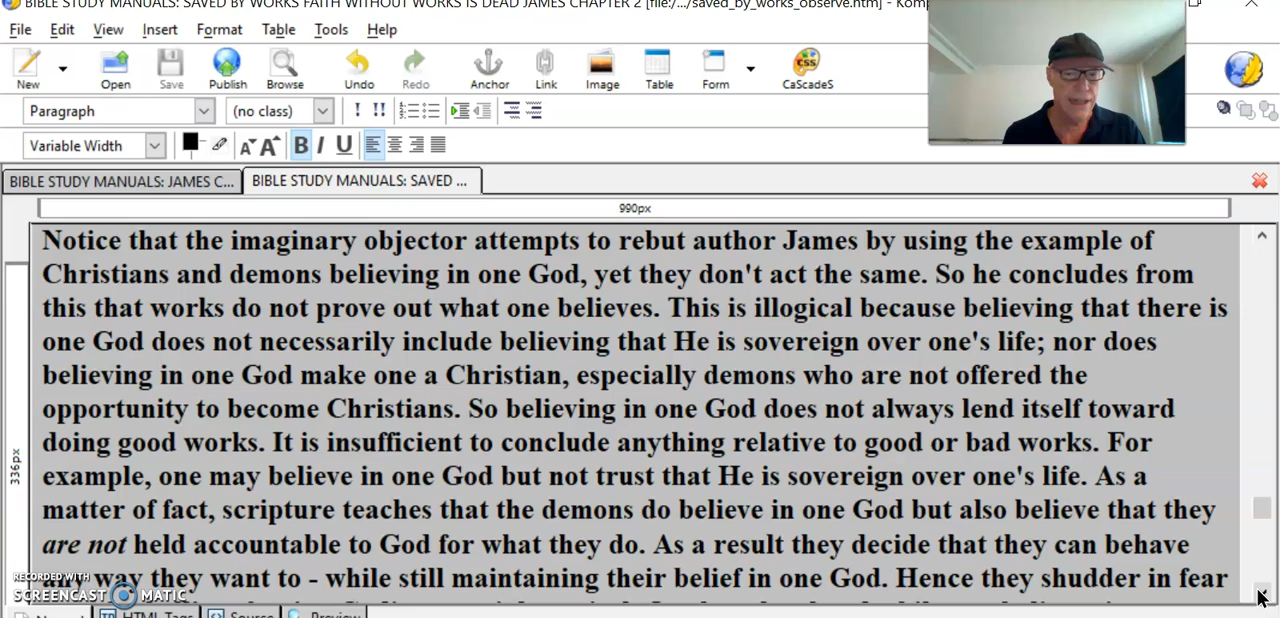 BIBLE STUDY MANUALS: SAVED BY WORKS FAITH WITHOUT WORKS IS DEAD JAMES CHAPTER 2 [file:/.../saved_by_works_observe.htm] - Kom
File Edit View Insert Format Table Tools Help
New Open Save Publish Browse Undo Redo Anchor Link Image Table Form CaScadeS
Paragraph (no class) ! !!
Variable Width A A B I U
BIBLE STUDY MANUALS: JAMES C... BIBLE STUDY MANUALS: SAVED ...
990px
Notice that the imaginary objector attempts to rebut author James by using the example of
Christians and demons believing in one God, yet they don't act the same. So he concludes from
this that works do not prove out what one believes. This is illogical because believing that there is
one God does not necessarily include believing that He is sovereign over one's life; nor does
believing in one God make one a Christian, especially demons who are not offered the
opportunity to become Christians. So believing in one God does not always lend itself toward
doing good works. It is insufficient to conclude anything relative to good or bad works. For
example, one may believe in one God but not trust that He is sovereign over one's life. As a
matter of fact, scripture teaches that the demons do believe in one God but also believe that they
are not held accountable to God for what they do. As a result they decide that they can behave
any way they want to - while still maintaining their belief in one God. Hence they shudder in fear
336px
RECORDED WITH
SCREENCAST MATIC
HTML Tags Source Preview